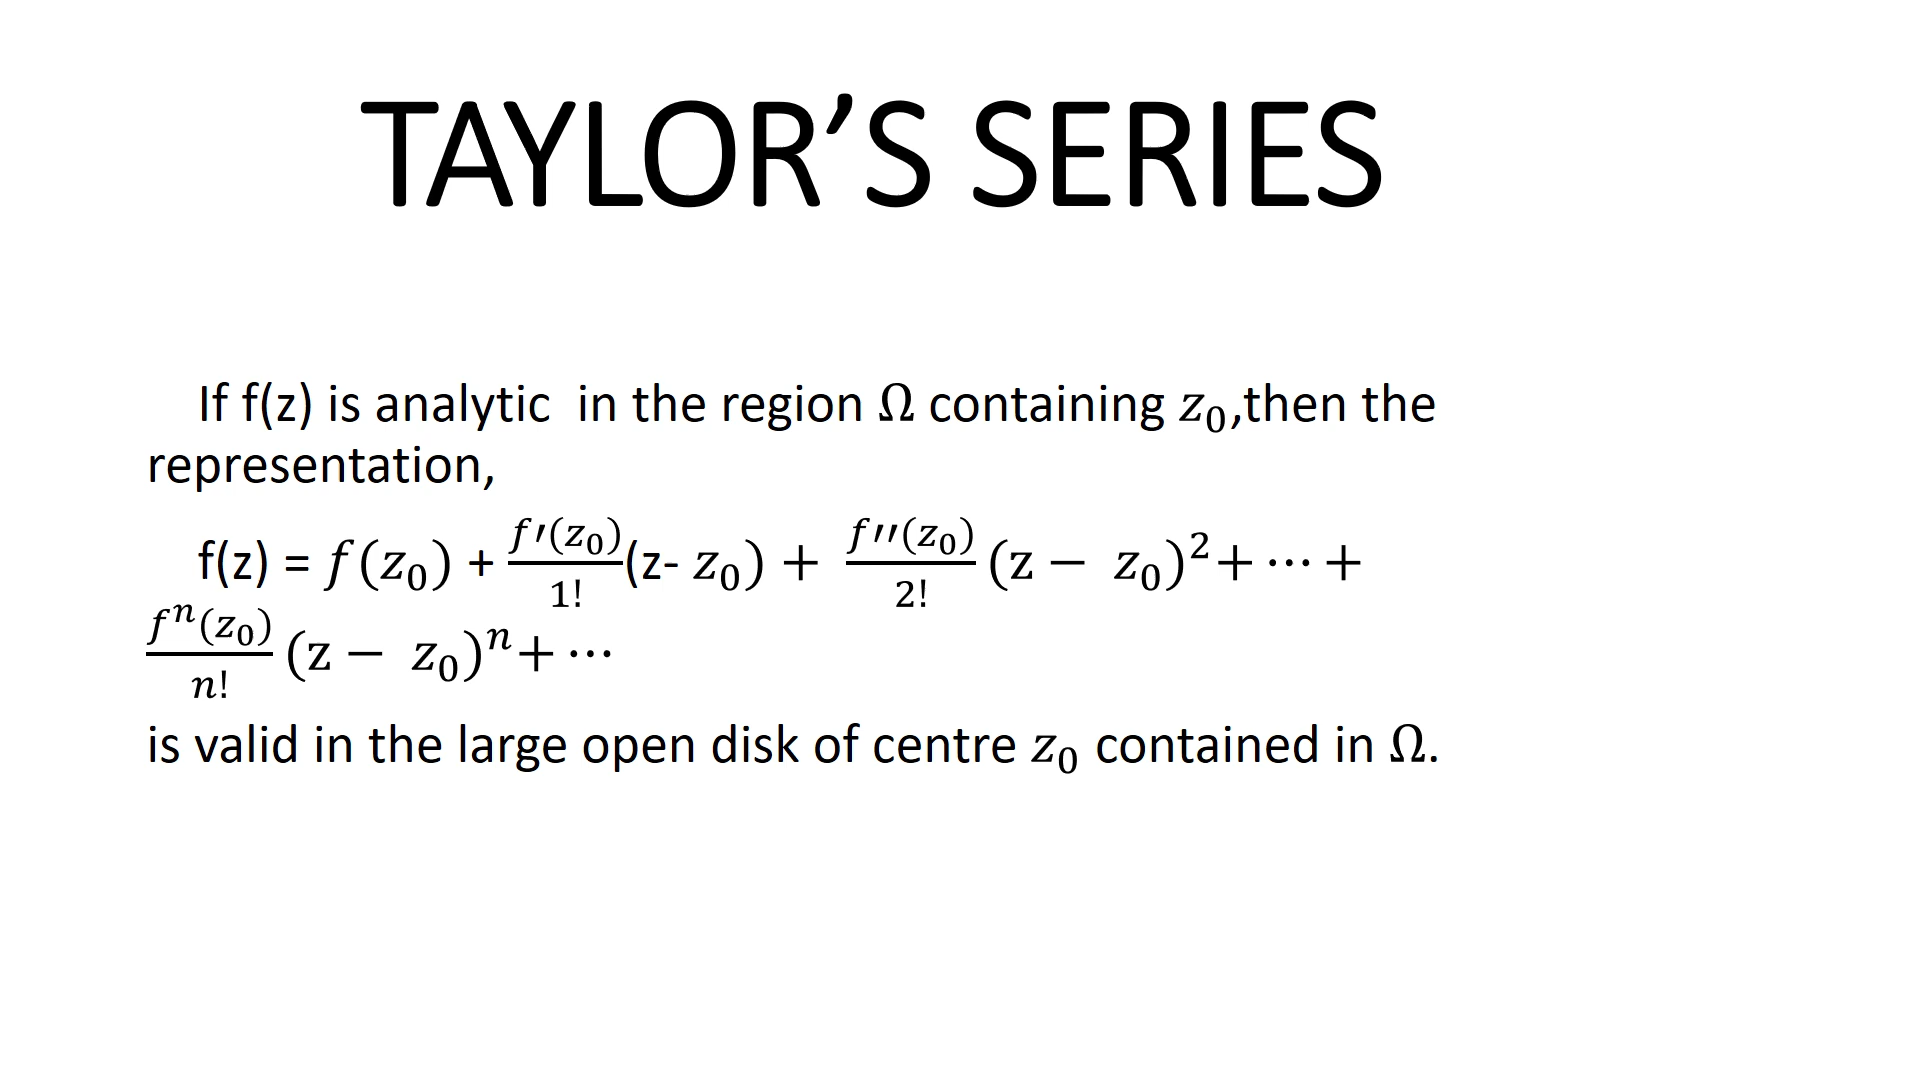 TAYLOR’S SERIES
If f(z) is analytic  in the region Ω containing 𝑧₀,then the
representation,
f(z) = 𝑓(𝑧₀) + 𝑓′(𝑧₀)/1! (z- 𝑧₀) + 𝑓′′(𝑧₀)/2! (z − 𝑧₀)² + ⋯ +
𝑓ⁿ(𝑧₀)/𝑛! (z − 𝑧₀)ⁿ + ⋯
is valid in the large open disk of centre 𝑧₀ contained in Ω.